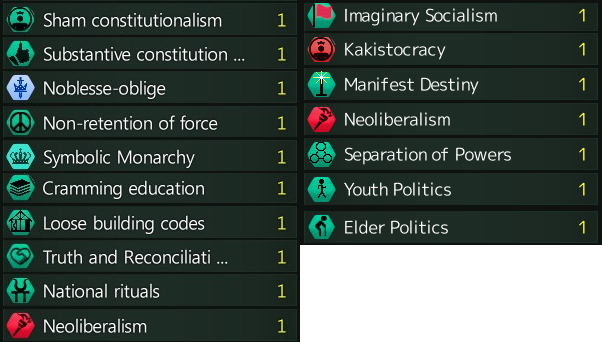 Sham constitutionalism 1
Substantive constitution ... 1
Noblesse-oblige 1
Non-retention of force 1
Symbolic Monarchy 1
Cramming education 1
Loose building codes 1
Truth and Reconciliati ... 1
National rituals 1
Neoliberalism 1
Imaginary Socialism 1
Kakistocracy 1
Manifest Destiny 1
Neoliberalism 1
Separation of Powers 1
Youth Politics 1
Elder Politics 1